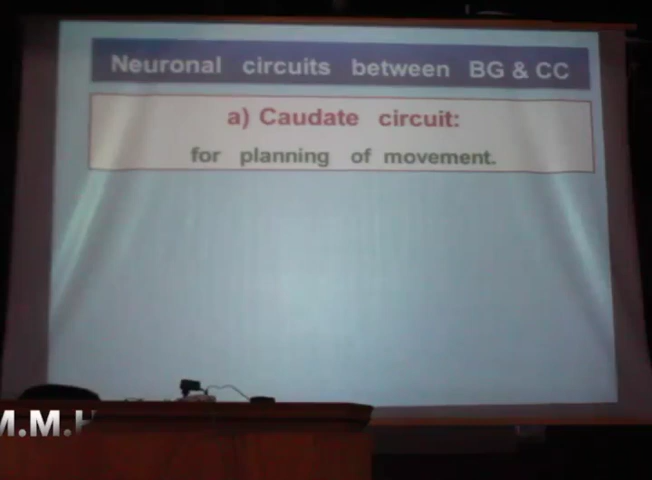 Neuronal circuits between BG & CC
a) Caudate circuit:
for planning of movement.
M.M.H